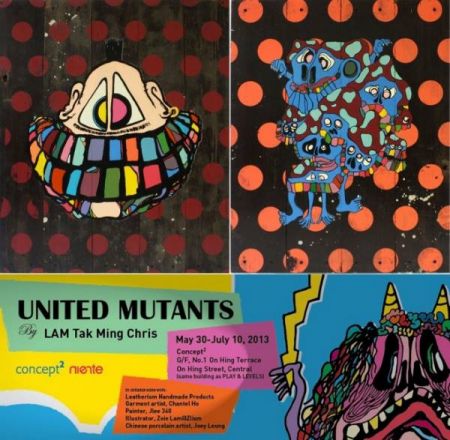 UNITED MUTANTS
By LAM Tak Ming Chris
concept² niente
May 30-July 10, 2013
Concept²
G/F, No.1 On Hing Terrace
On Hing Street, Central
(same building as PLAY & LEVELS)
Leatherism Handmade Products
Garment artist, Chantel Ho
Painter, Jlee 348
Chinese porcelain artist, Joey Leung